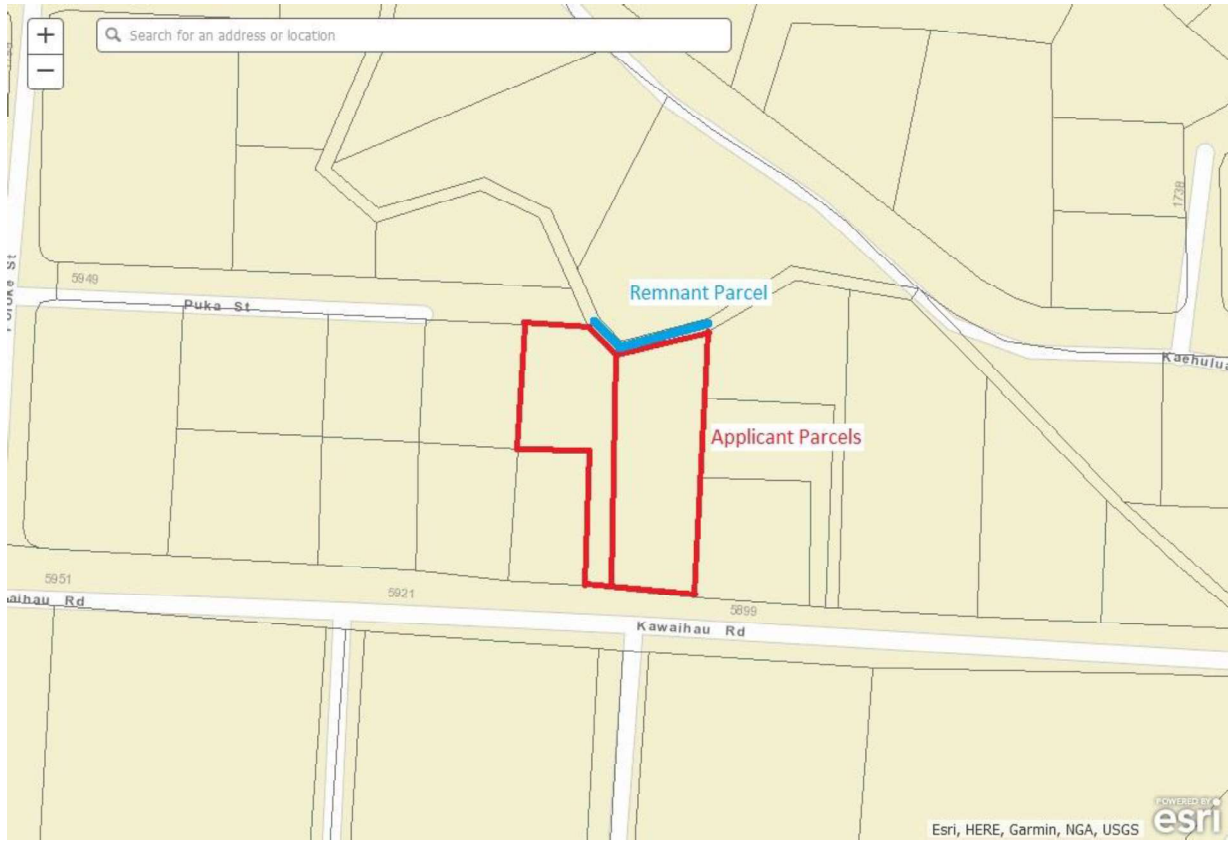 +
−
Search for an address or location
1738
5949
Puka St
Remnant Parcel
Kaehulua
Applicant Parcels
5951
5921
5899
aihau Rd
Kawaihau Rd
POWERED BY
esri
Esri, HERE, Garmin, NGA, USGS